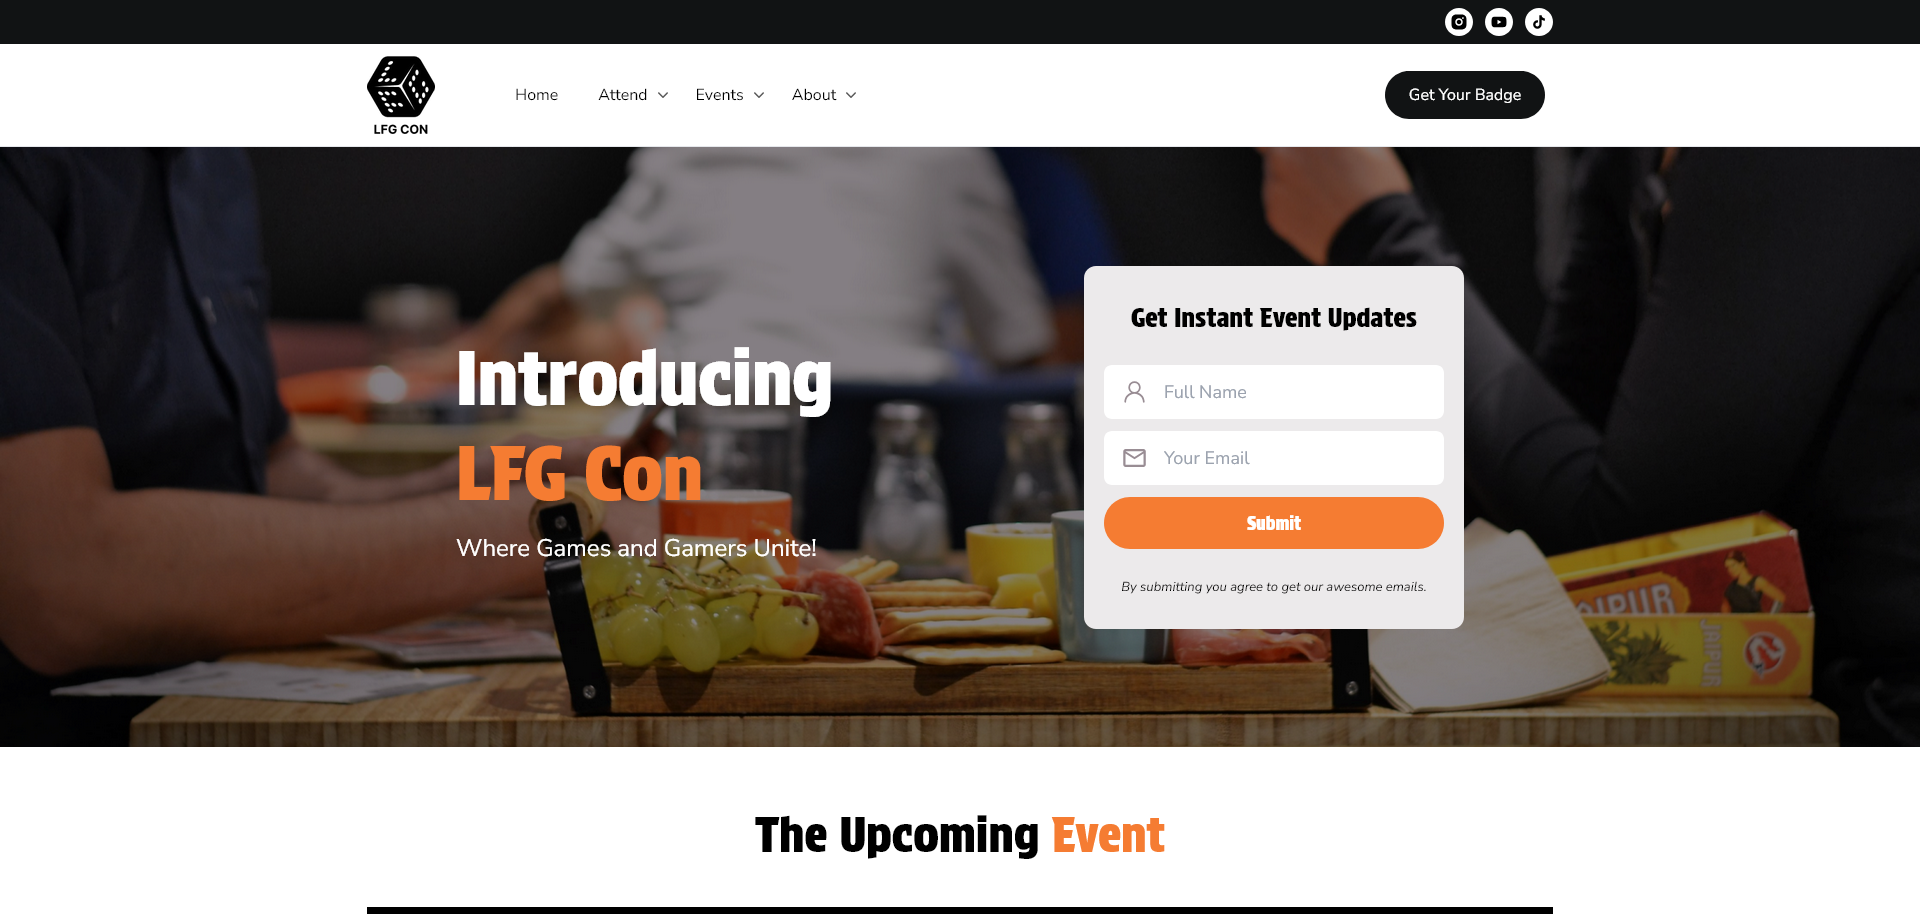 LFG CON
Home
Attend
Events
About
Get Your Badge
Introducing
LFG Con
Where Games and Gamers Unite!
Get Instant Event Updates
Full Name
Your Email
Submit
By submitting you agree to get our awesome emails.
JAIPUR
JAIPUR
The Upcoming Event